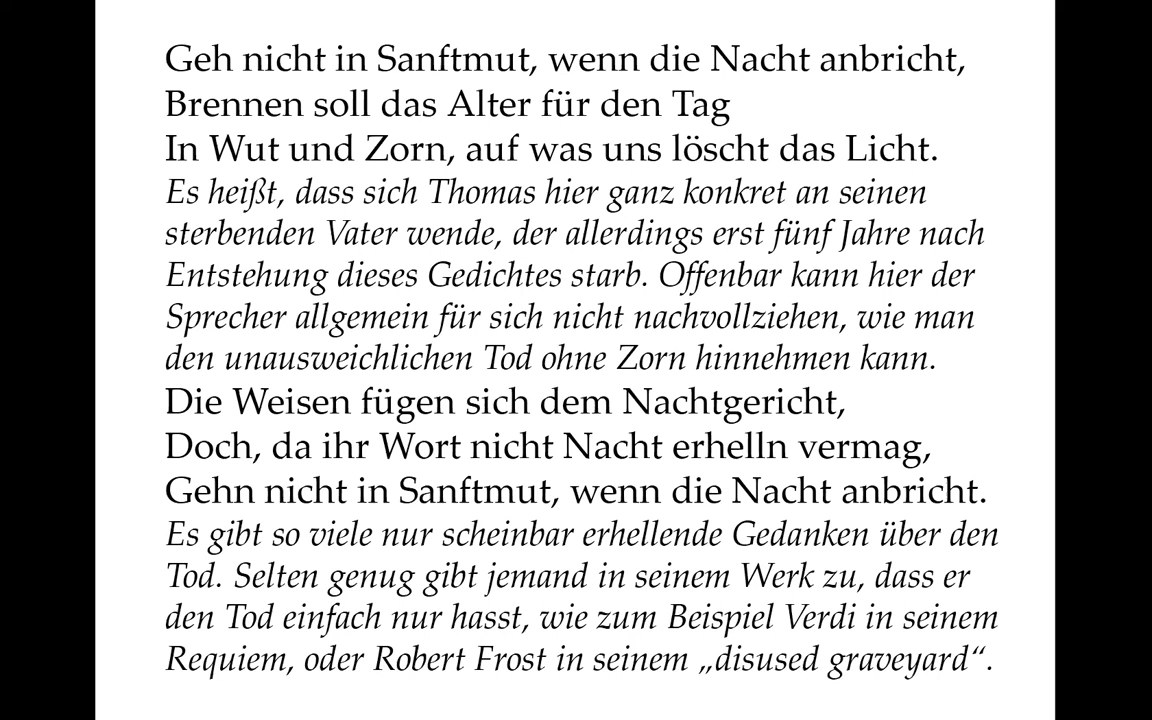 Geh nicht in Sanftmut, wenn die Nacht anbricht,
Brennen soll das Alter für den Tag
In Wut und Zorn, auf was uns löscht das Licht.
Es heißt, dass sich Thomas hier ganz konkret an seinen
sterbenden Vater wende, der allerdings erst fünf Jahre nach
Entstehung dieses Gedichtes starb. Offenbar kann hier der
Sprecher allgemein für sich nicht nachvollziehen, wie man
den unausweichlichen Tod ohne Zorn hinnehmen kann.
Die Weisen fügen sich dem Nachtgericht,
Doch, da ihr Wort nicht Nacht erhelln vermag,
Gehn nicht in Sanftmut, wenn die Nacht anbricht.
Es gibt so viele nur scheinbar erhellende Gedanken über den
Tod. Selten genug gibt jemand in seinem Werk zu, dass er
den Tod einfach nur hasst, wie zum Beispiel Verdi in seinem
Requiem, oder Robert Frost in seinem „disused graveyard“.